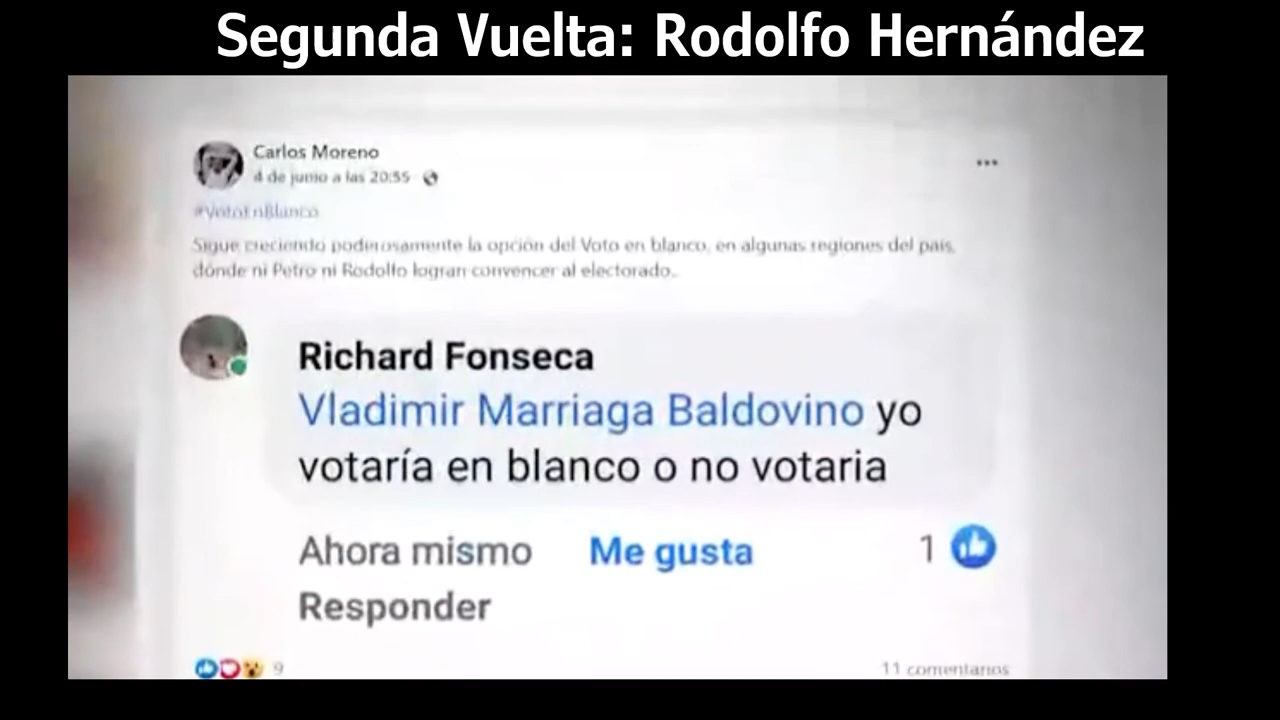 Segunda Vuelta: Rodolfo Hernández
Carlos Moreno
4 de junio a las 20:55
#VotoEnBlanco
Sigue creciendo poderosamente la opción del Voto en blanco, en algunas regiones del país,
dónde ni Petro ni Rodolfo logran convencer al electorado..
Richard Fonseca
Vladimir Marriaga Baldovino yo
votaría en blanco o no votaria
Ahora mismo Me gusta 1
Responder
9 11 comentarios